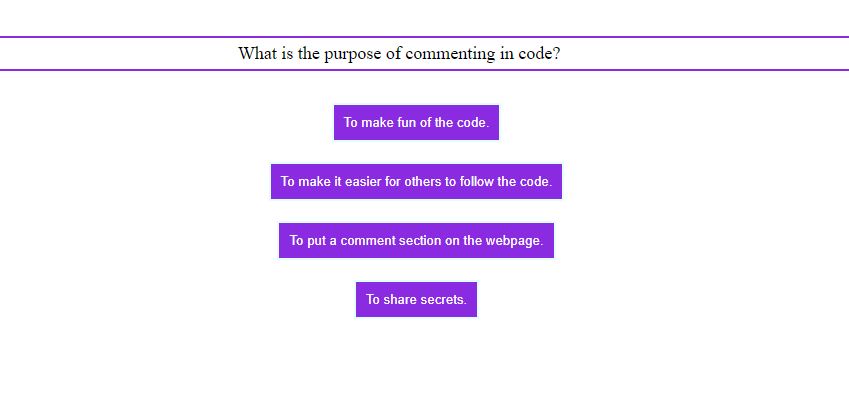 What is the purpose of commenting in code?
To make fun of the code.
To make it easier for others to follow the code.
To put a comment section on the webpage.
To share secrets.